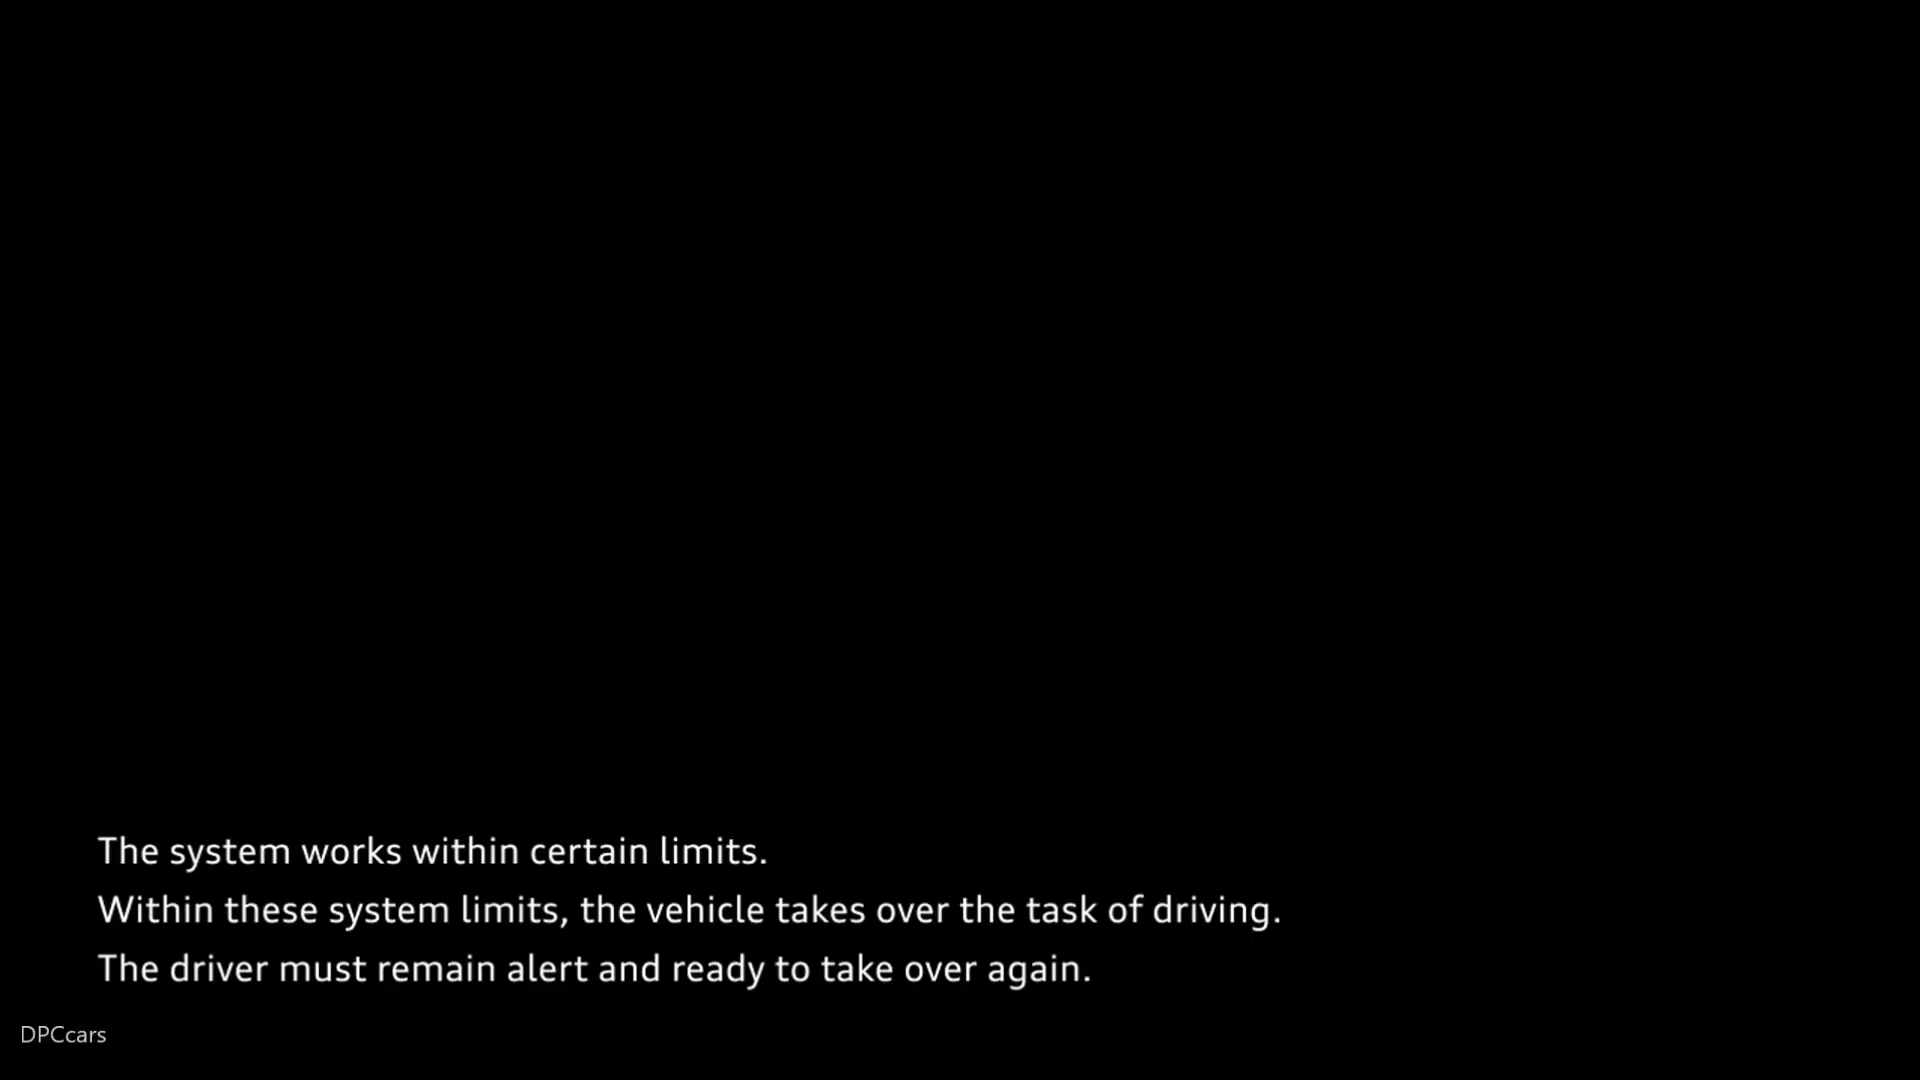 The system works within certain limits.
Within these system limits, the vehicle takes over the task of driving.
The driver must remain alert and ready to take over again.
DPCcars